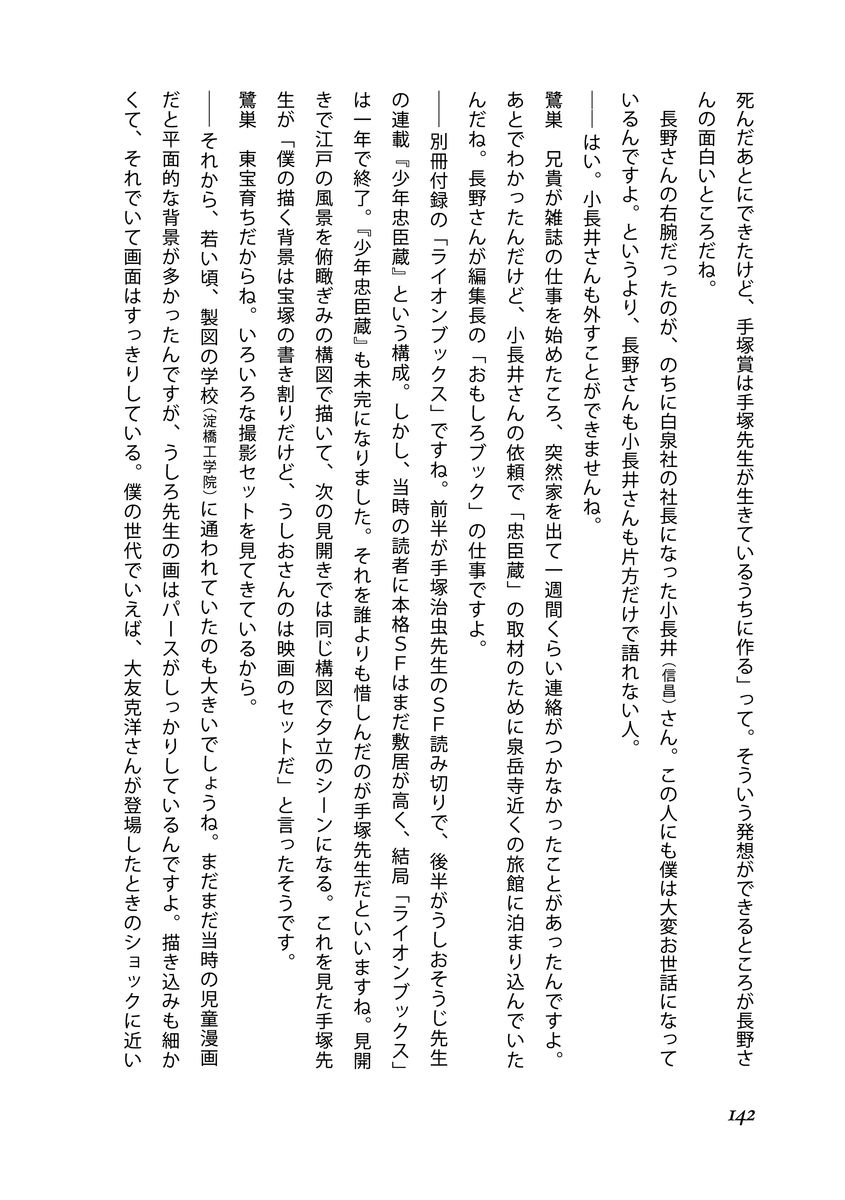 死んだあとにできたけど、手塚賞は手塚先生が生きているうちに作る」って。そういう発想ができるところが長野さ
んの面白いところだね。
　長野さんの右腕だったのが、のちに白泉社の社長になった小長井（信昌）さん。この人にも僕は大変お世話になって
いるんですよ。というより、長野さんも小長井さんも片方だけで語れない人。
――はい。小長井さんも外すことができませんね。
鷺巣　兄貴が雑誌の仕事を始めたころ、突然家を出て一週間くらい連絡がつかなかったことがあったんですよ。
あとでわかったんだけど、小長井さんの依頼で「忠臣蔵」の取材のために泉岳寺近くの旅館に泊まり込んでいた
んだね。長野さんが編集長の「おもしろブック」の仕事ですよ。
――別冊付録の「ライオンブックス」ですね。前半が手塚治虫先生のＳＦ読み切りで、後半がうしおそうじ先生
の連載『少年忠臣蔵』という構成。しかし、当時の読者に本格ＳＦはまだ敷居が高く、結局「ライオンブックス」
は一年で終了。『少年忠臣蔵』も未完になりました。それを誰よりも惜しんだのが手塚先生だといいますね。見開
きで江戸の風景を俯瞰ぎみの構図で描いて、次の見開きでは同じ構図で夕立のシーンになる。これを見た手塚先
生が「僕の描く背景は宝塚の書き割りだけど、うしおさんのは映画のセットだ」と言ったそうです。
鷺巣　東宝育ちだからね。いろいろな撮影セットを見てきているから。
――それから、若い頃、製図の学校（淀橋工学院）に通われていたのも大きいでしょうね。まだまだ当時の児童漫画
だと平面的な背景が多かったんですが、うしろ先生の画はパースがしっかりしているんですよ。描き込みも細か
くて、それでいて画面はすっきりしている。僕の世代でいえば、大友克洋さんが登場したときのショックに近い
142